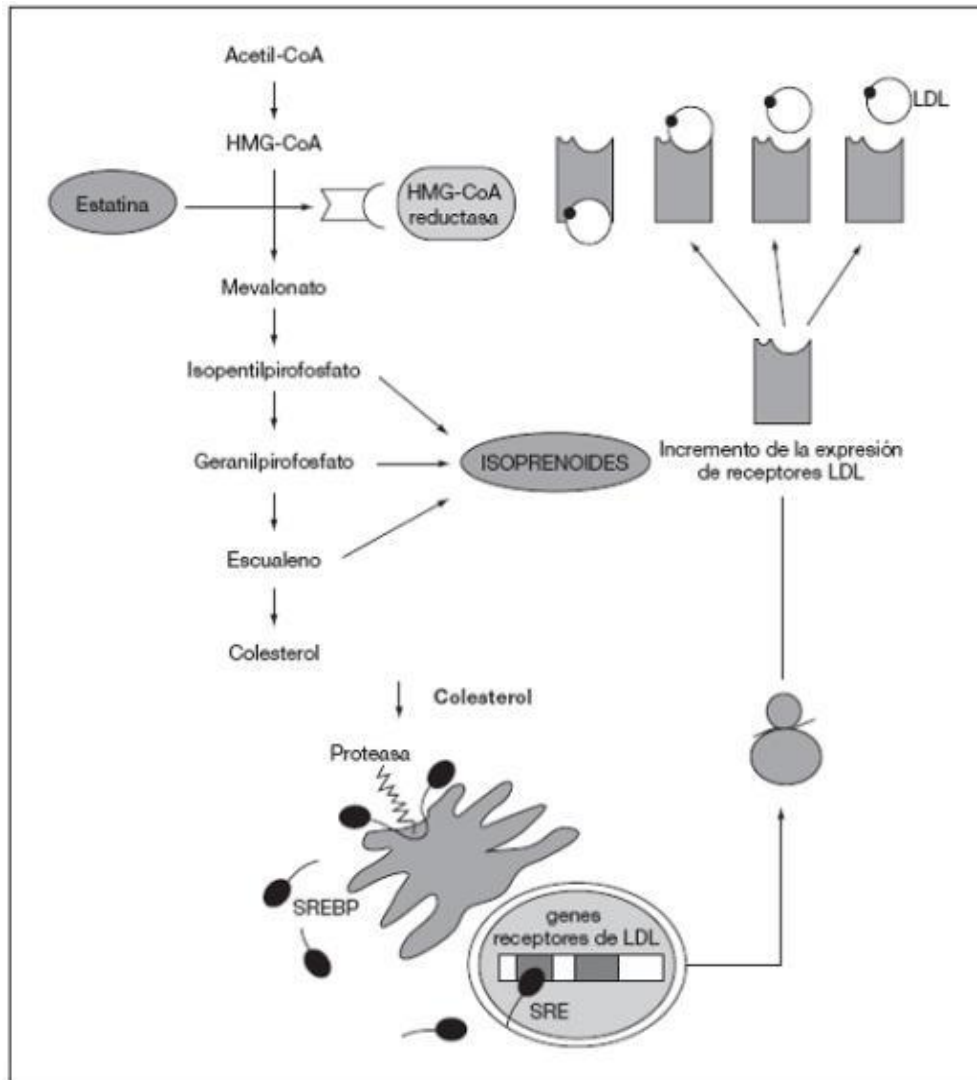 Acetil-CoA
HMG-CoA
Estatina
HMG-CoA
reductasa
LDL
Mevalonato
Isopentilpirofosfato
Geranilpirofosfato
ISOPRENOIDES
Incremento de la expresión
de receptores LDL
Escualeno
Colesterol
Colesterol
Proteasa
SREBP
genes
receptores de LDL
SRE